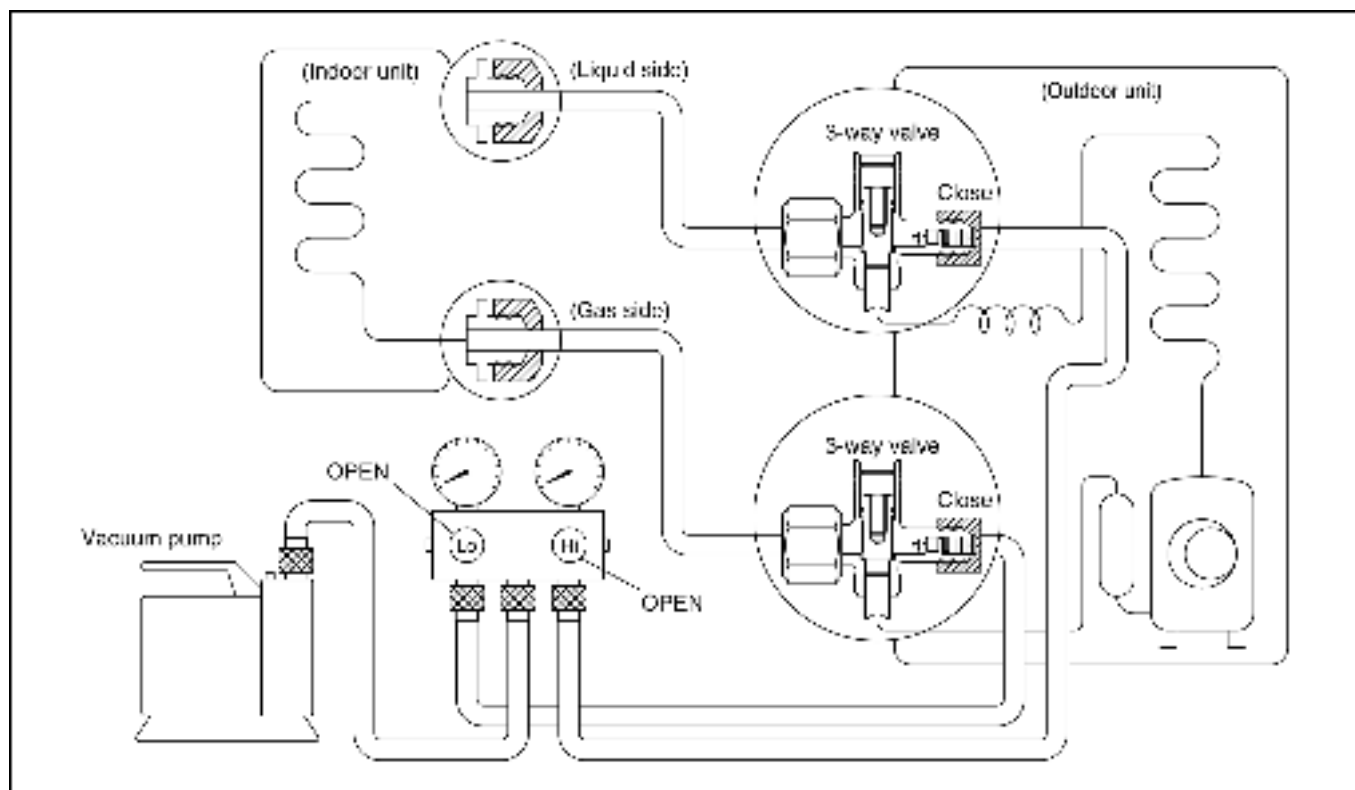 (Indoor unit)
(Liquid side)
(Outdoor unit)
3-way valve
Close
(Gas side)
3-way valve
Close
OPEN
Vacuum pump
Lo
Hi
OPEN